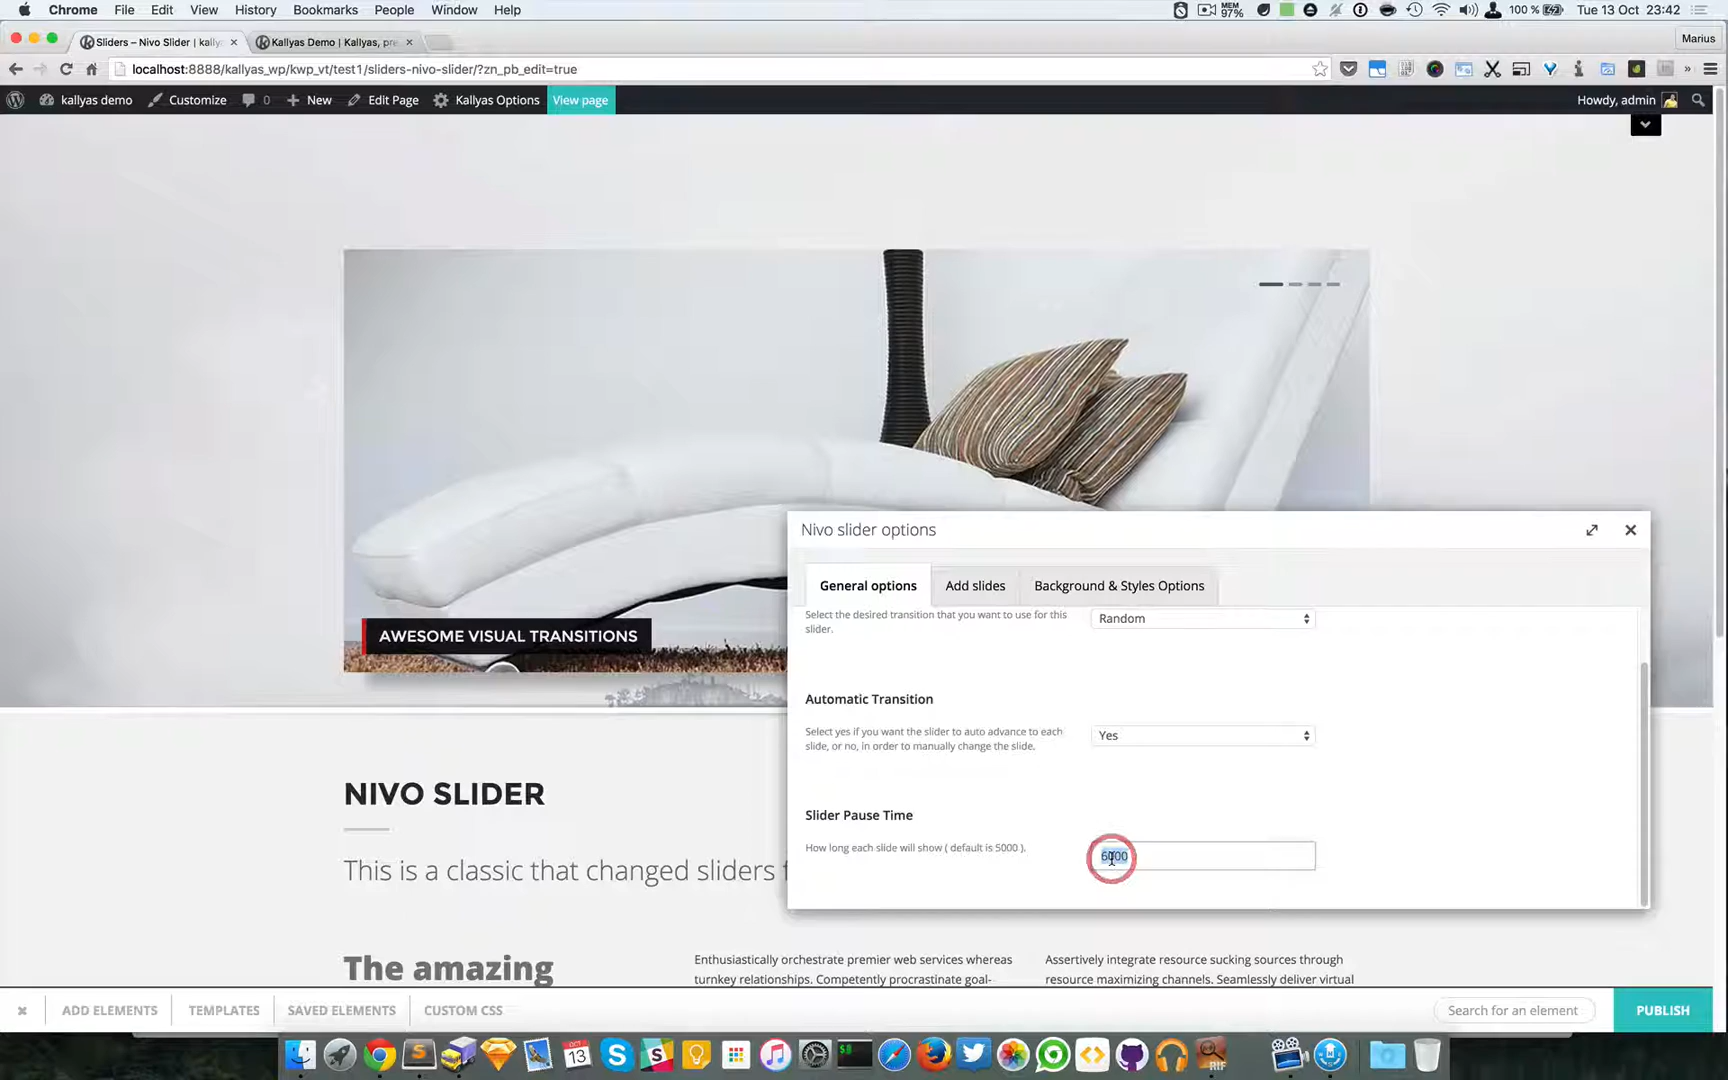 Chrome File Edit View History Bookmarks People Window Help MEM 97% 100 % Tue 13 Oct 23:42
Sliders – Nivo Slider | kally Kallyas Demo | Kallyas, pre Marius
localhost:8888/kallyas_wp/kwp_vt/test1/sliders-nivo-slider/?zn_pb_edit=true
kallyas demo Customize 0 New Edit Page Kallyas Options View page Howdy, admin
AWESOME VISUAL TRANSITIONS
Nivo slider options
General options Add slides Background & Styles Options
Select the desired transition that you want to use for this
slider.
Random
Automatic Transition
Select yes if you want the slider to auto advance to each
slide, or no, in order to manually change the slide.
Yes
Slider Pause Time
How long each slide will show ( default is 5000 ).
6000
NIVO SLIDER
This is a classic that changed sliders f
The amazing
Enthusiastically orchestrate premier web services whereas
turnkey relationships. Competently procrastinate goal-
Assertively integrate resource sucking sources through
resource maximizing channels. Seamlessly deliver virtual
ADD ELEMENTS TEMPLATES SAVED ELEMENTS CUSTOM CSS Search for an element PUBLISH
OCT
13
RIF